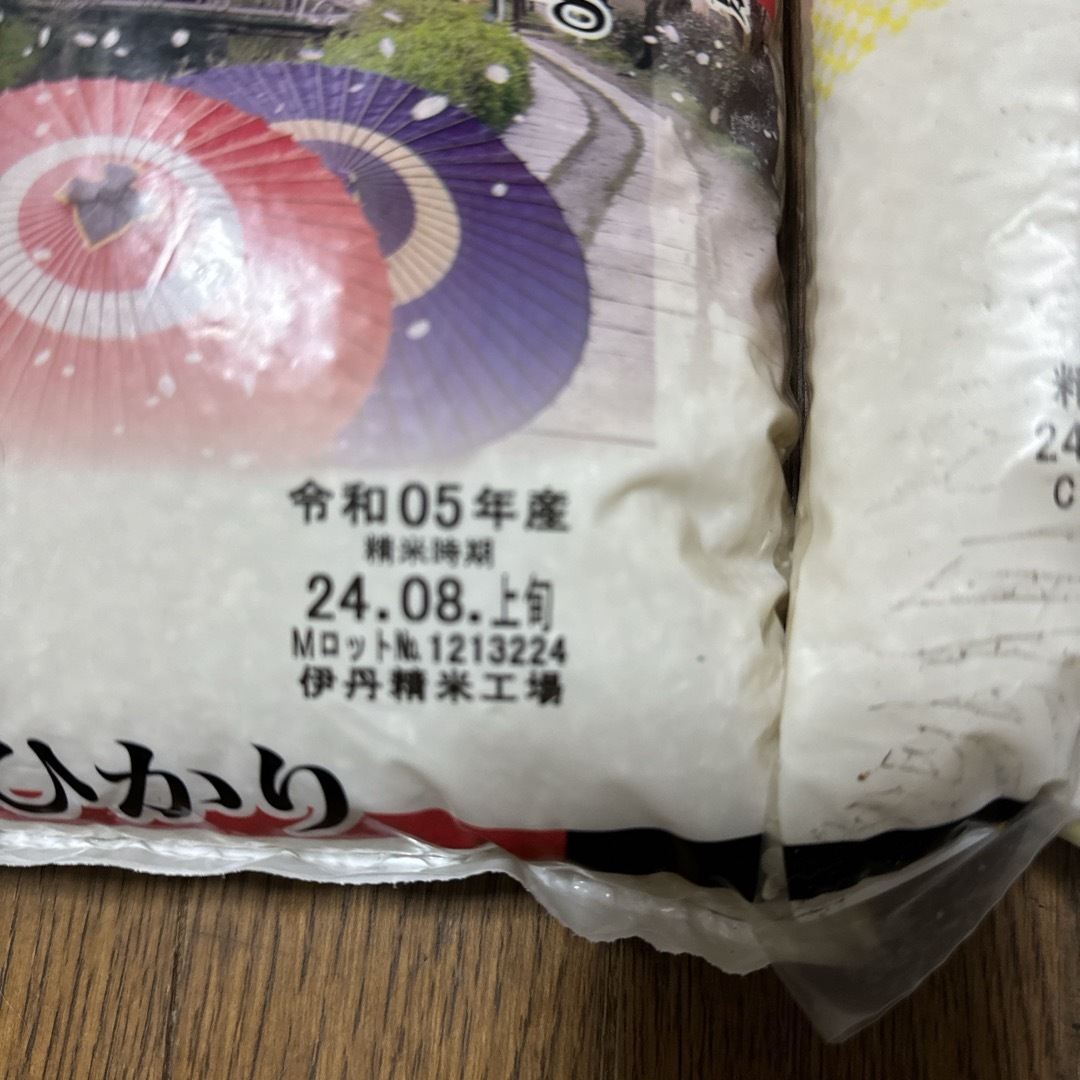 令和05年産
精米時期
24.08.上旬
Mロット№1213224
伊丹精米工場
ひかり
24
C